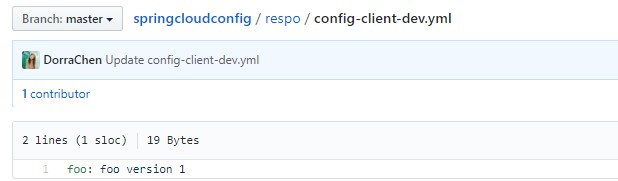 Branch: master springcloudconfig / respo / config-client-dev.yml
DorraChen Update config-client-dev.yml
1 contributor
2 lines (1 sloc) 19 Bytes
1 foo: foo version 1